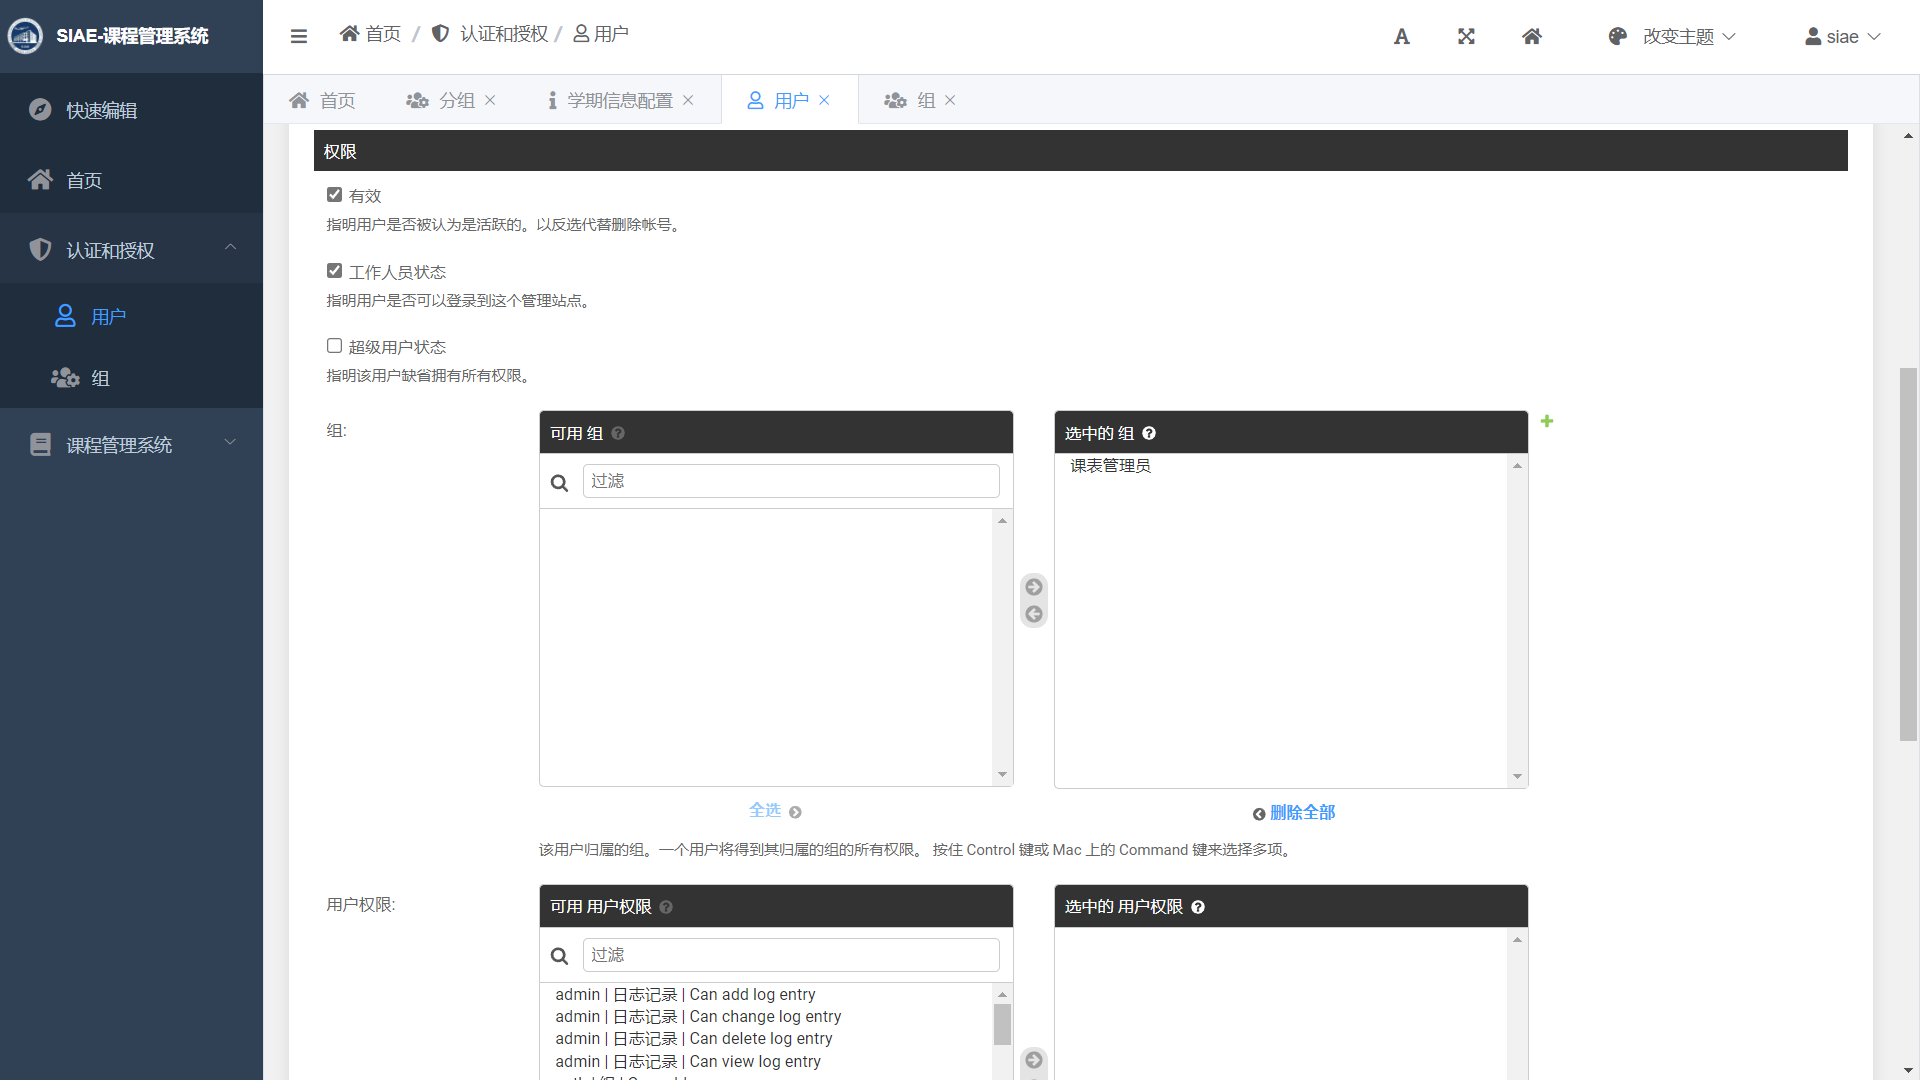 SIAE-课程管理系统
首页 / 认证和授权 / 用户
改变主题
siae
快速编辑
首页
认证和授权
用户
组
课程管理系统
首页
分组
学期信息配置
用户
组
权限
有效
指明用户是否被认为是活跃的。以反选代替删除帐号。
工作人员状态
指明用户是否可以登录到这个管理站点。
超级用户状态
指明该用户缺省拥有所有权限。
组:
可用 组
过滤
选中的 组
课表管理员
全选
删除全部
该用户归属的组。一个用户将得到其归属的组的所有权限。 按住 Control 键或 Mac 上的 Command 键来选择多项。
用户权限:
可用 用户权限
过滤
选中的 用户权限
admin | 日志记录 | Can add log entry
admin | 日志记录 | Can change log entry
admin | 日志记录 | Can delete log entry
admin | 日志记录 | Can view log entry